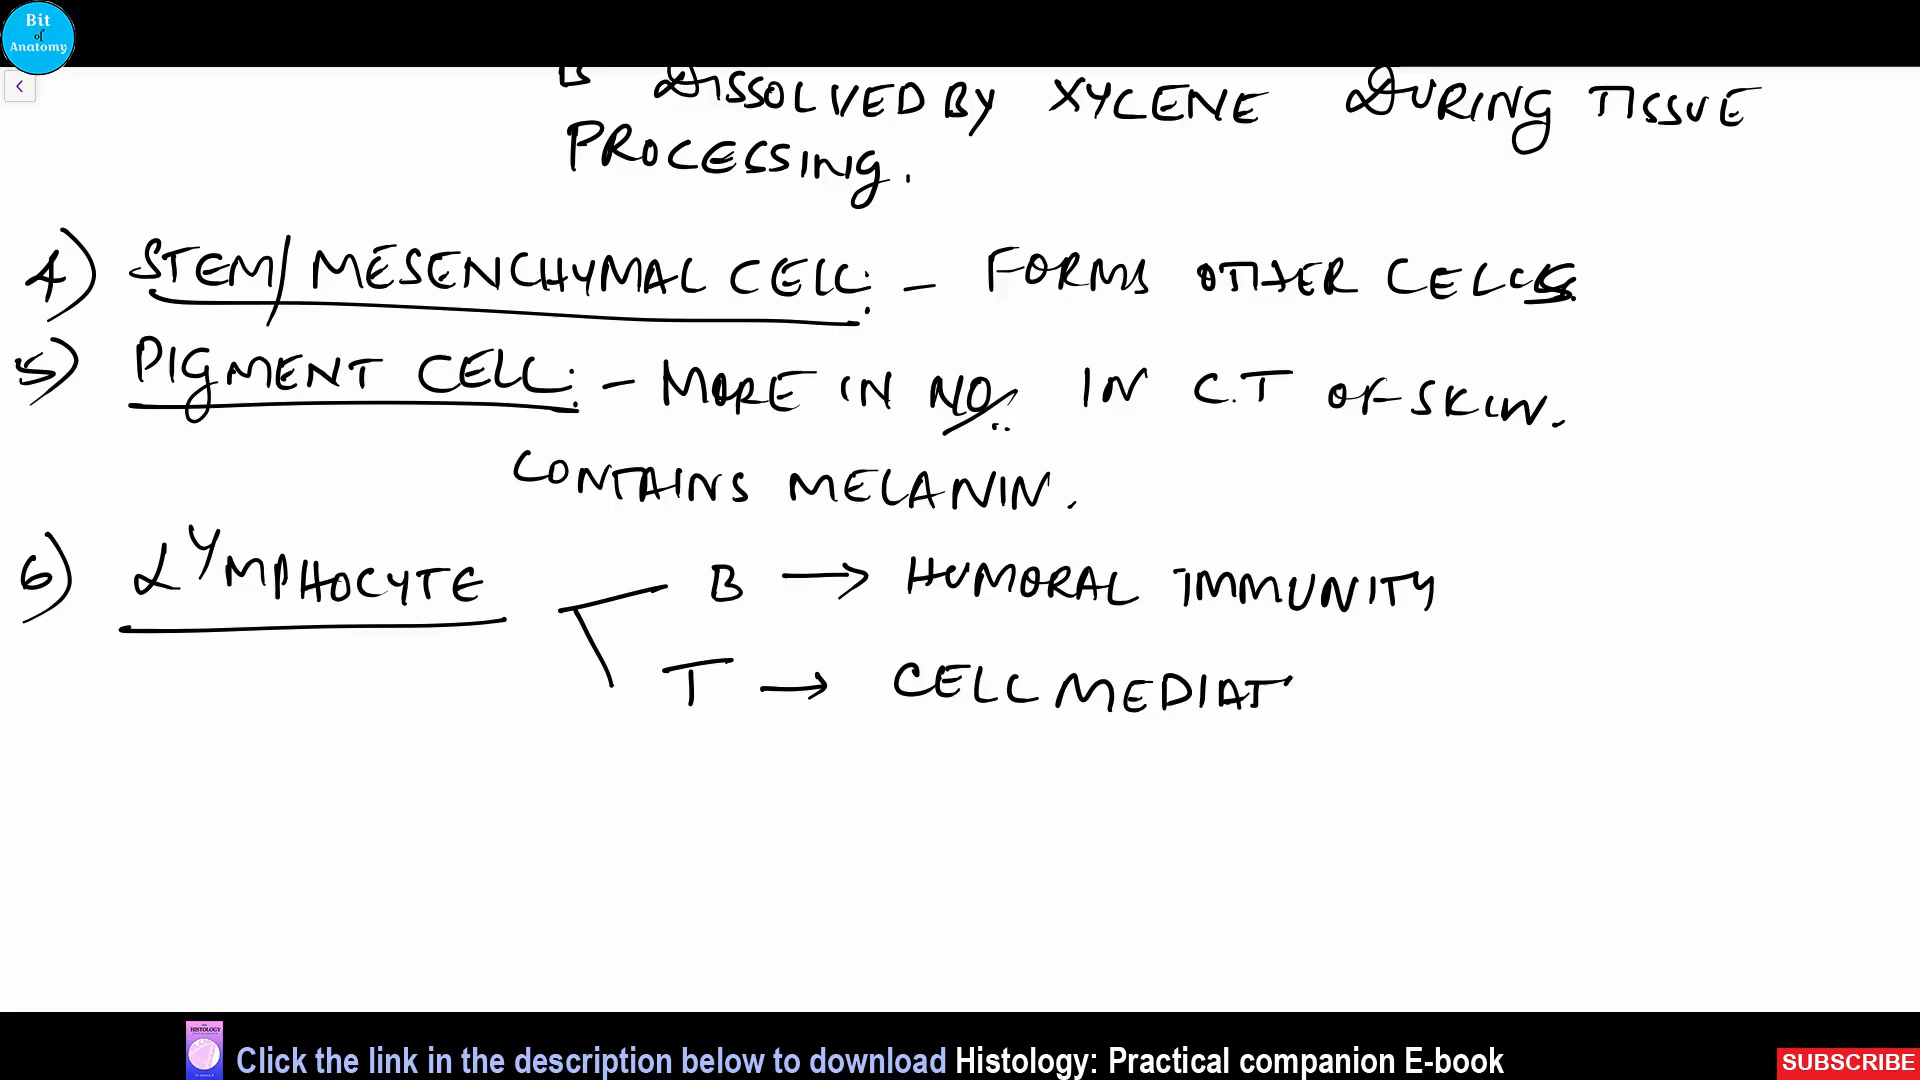 Bit
of
Anatomy
DISSOLVED BY XYLENE DURING TISSUE
PROCESSING.
4) STEM/MESENCHYMAL CELL: - FORMS OTHER CELLS.
5) PIGMENT CELL: - MORE IN NO. IN C.T OF SKIN.
CONTAINS MELANIN.
6) LYMPHOCYTE
B → HUMORAL IMMUNITY
T → CELL MEDIAT
HISTOLOGY
Click the link in the description below to download Histology: Practical companion E-book
SUBSCRIBE